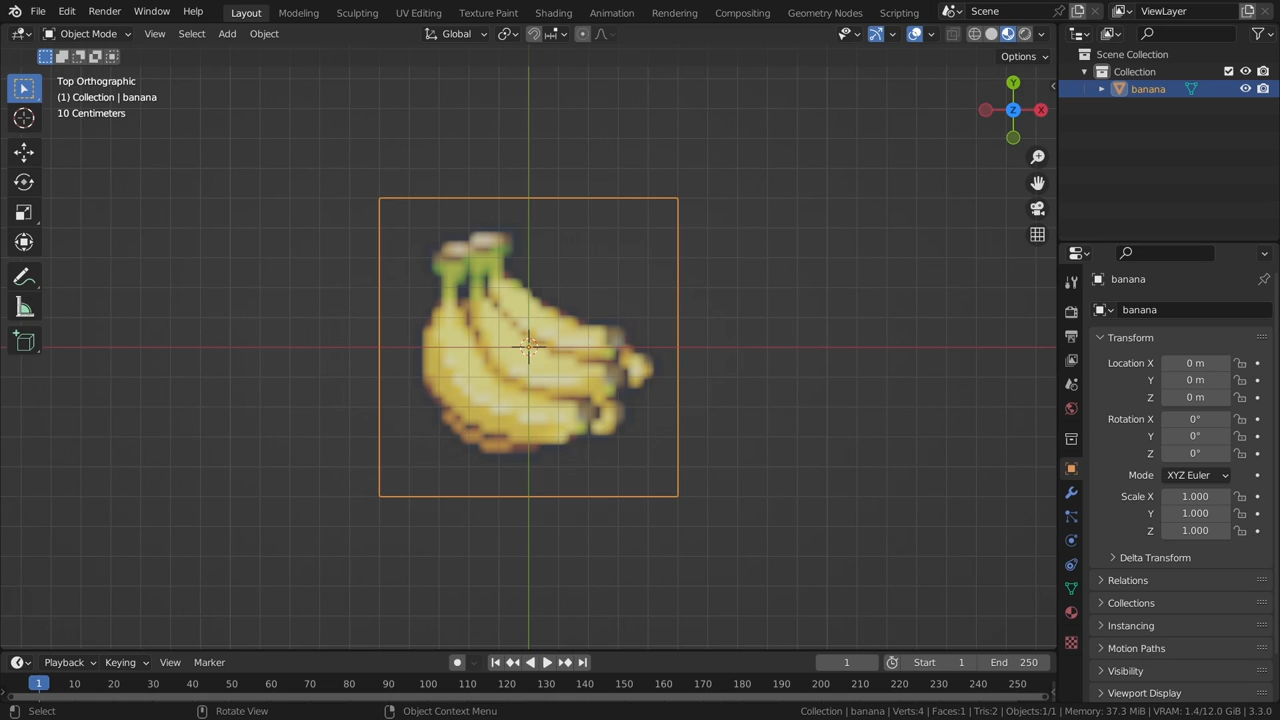 File Edit Render Window Help Layout Modeling Sculpting UV Editing Texture Paint Shading Animation Rendering Compositing Geometry Nodes Scripting Scene ViewLayer
Object Mode View Select Add Object Global
Options
Top Orthographic
(1) Collection | banana
10 Centimeters
Y
Z
X
Scene Collection
Collection
banana
banana
banana
Transform
Location X 0 m
Y 0 m
Z 0 m
Rotation X 0°
Y 0°
Z 0°
Mode XYZ Euler
Scale X 1.000
Y 1.000
Z 1.000
Delta Transform
Relations
Collections
Instancing
Motion Paths
Visibility
Viewport Display
Playback Keying View Marker 1 Start 1 End 250
1 10 20 30 40 50 60 70 80 90 100 110 120 130 140 150 160 170 180 190 200 210 220 230 240 250
Select Rotate View Object Context Menu Collection | banana | Verts:4 | Faces:1 | Tris:2 | Objects:1/1 | Memory: 37.3 MiB | VRAM: 1.4/12.0 GiB | 3.3.0